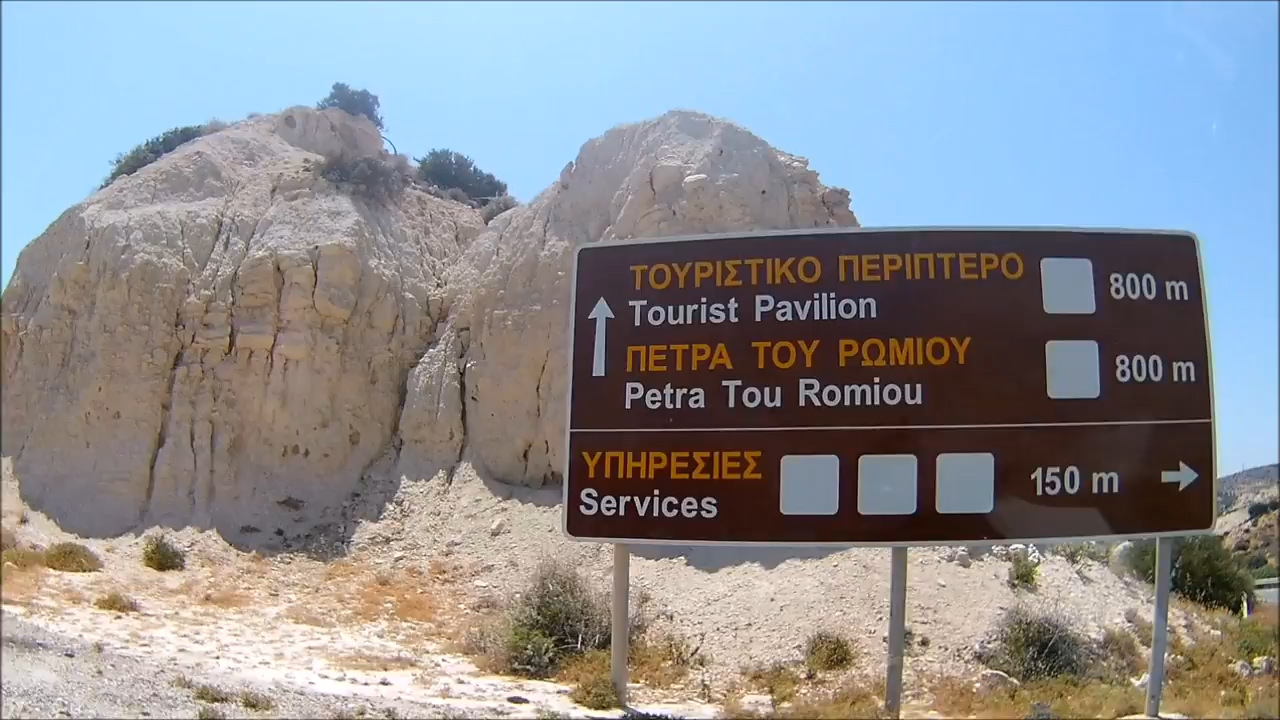 ΤΟΥΡΙΣΤΙΚΟ ΠΕΡΙΠΤΕΡΟ 800 m
Tourist Pavilion
ΠΕΤΡΑ ΤΟΥ ΡΩΜΙΟΥ 800 m
Petra Tou Romiou
ΥΠΗΡΕΣΙΕΣ 150 m
Services